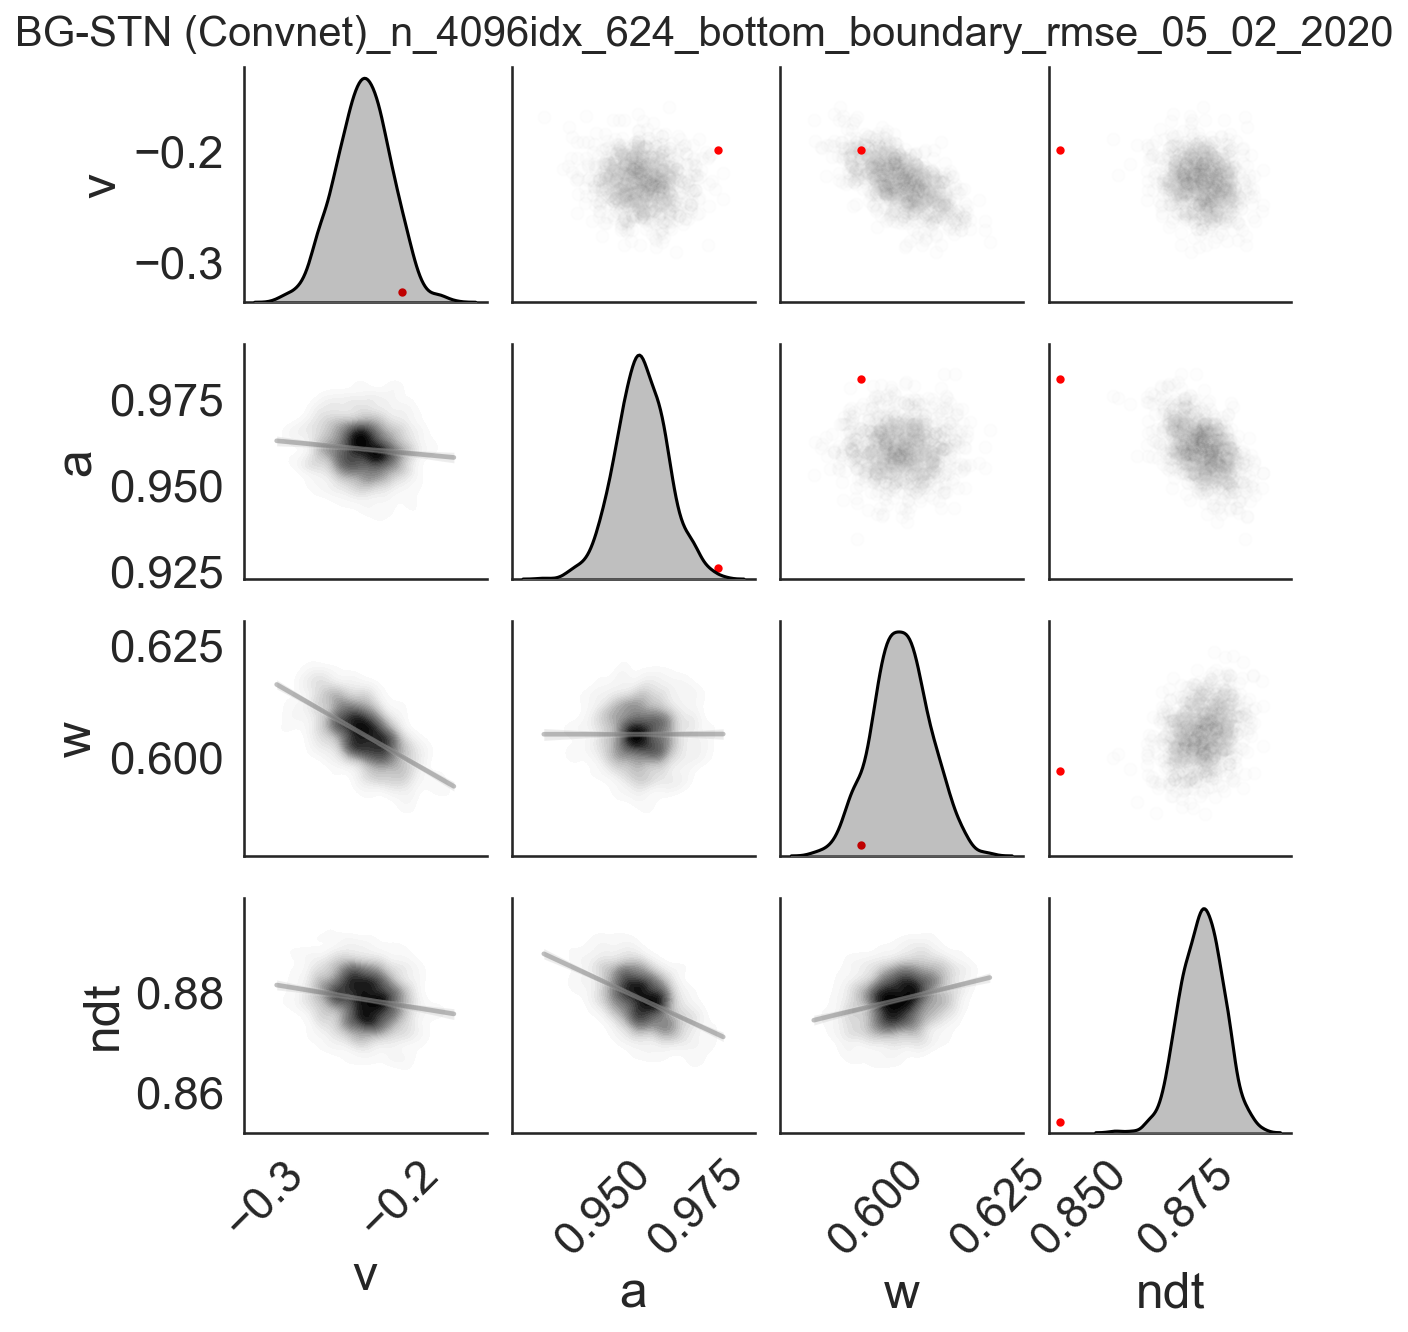 BG-STN (Convnet)_n_4096idx_624_bottom_boundary_rmse_05_02_2020
v
−0.2
−0.3
a
0.975
0.950
0.925
w
0.625
0.600
ndt
0.88
0.86
−0.3 −0.2 0.950 0.975 0.600 0.625 0.850 0.875
v a w ndt